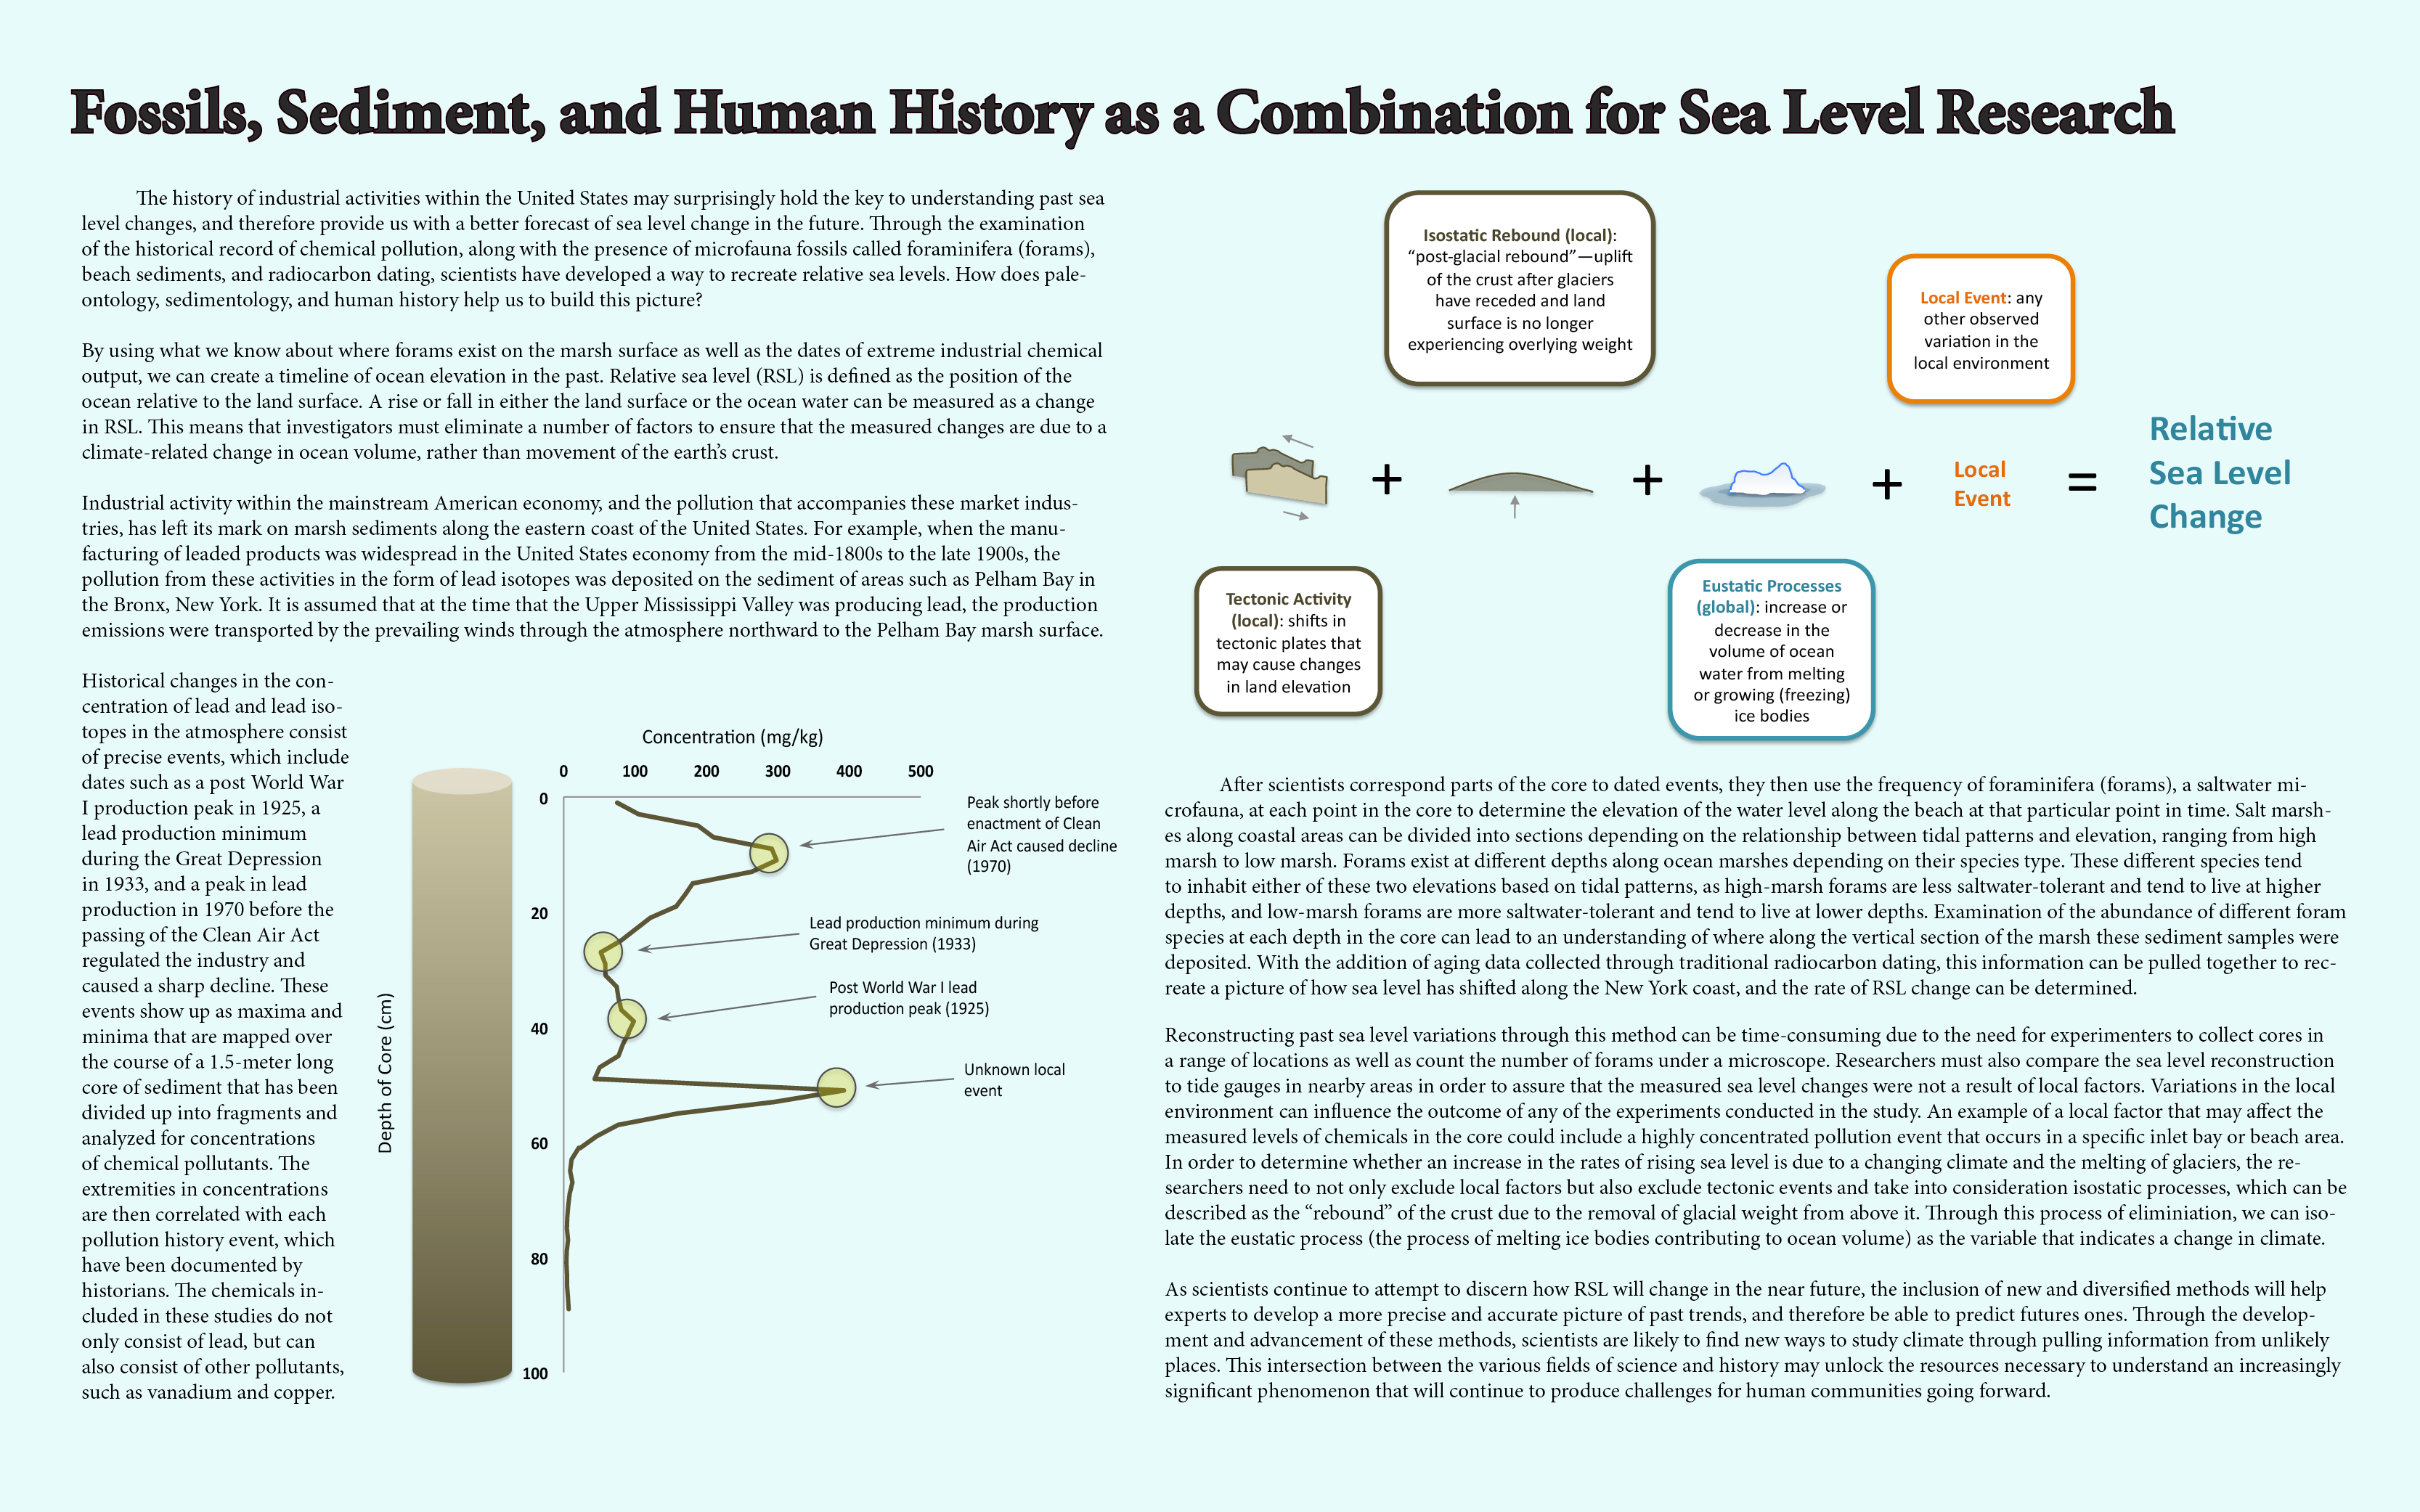 Fossils, Sediment, and Human History as a Combination for Sea Level Research
The history of industrial activities within the United States may surprisingly hold the key to understanding past sea
level changes, and therefore provide us with a better forecast of sea level change in the future. Through the examination
of the historical record of chemical pollution, along with the presence of microfauna fossils called foraminifera (forams),
beach sediments, and radiocarbon dating, scientists have developed a way to recreate relative sea levels. How does pale-
ontology, sedimentology, and human history help us to build this picture?
By using what we know about where forams exist on the marsh surface as well as the dates of extreme industrial chemical
output, we can create a timeline of ocean elevation in the past. Relative sea level (RSL) is defined as the position of the
ocean relative to the land surface. A rise or fall in either the land surface or the ocean water can be measured as a change
in RSL. This means that investigators must eliminate a number of factors to ensure that the measured changes are due to a
climate-related change in ocean volume, rather than movement of the earth's crust.
Industrial activity within the mainstream American economy, and the pollution that accompanies these market indus-
tries, has left its mark on marsh sediments along the eastern coast of the United States. For example, when the manu-
facturing of leaded products was widespread in the United States economy from the mid-1800s to the late 1900s, the
pollution from these activities in the form of lead isotopes was deposited on the sediment of areas such as Pelham Bay in
the Bronx, New York. It is assumed that at the time that the Upper Mississippi Valley was producing lead, the production
emissions were transported by the prevailing winds through the atmosphere northward to the Pelham Bay marsh surface.
Historical changes in the con-
centration of lead and lead iso-
topes in the atmosphere consist
of precise events, which include
dates such as a post World War
I production peak in 1925, a
lead production minimum
during the Great Depression
in 1933, and a peak in lead
production in 1970 before the
passing of the Clean Air Act
regulated the industry and
caused a sharp decline. These
events show up as maxima and
minima that are mapped over
the course of a 1.5-meter long
core of sediment that has been
divided up into fragments and
analyzed for concentrations
of chemical pollutants. The
extremities in concentrations
are then correlated with each
pollution history event, which
have been documented by
historians. The chemicals in-
cluded in these studies do not
only consist of lead, but can
also consist of other pollutants,
such as vanadium and copper.
Concentration (mg/kg)
0 100 200 300 400 500
Depth of Core (cm)
0
20
40
60
80
100
Peak shortly before
enactment of Clean
Air Act caused decline
(1970)
Lead production minimum during
Great Depression (1933)
Post World War I lead
production peak (1925)
Unknown local
event
Isostatic Rebound (local):
“post-glacial rebound”—uplift
of the crust after glaciers
have receded and land
surface is no longer
experiencing overlying weight
Local Event: any
other observed
variation in the
local environment
+ + + Local
Event
= Relative
Sea Level
Change
Tectonic Activity
(local): shifts in
tectonic plates that
may cause changes
in land elevation
Eustatic Processes
(global): increase or
decrease in the
volume of ocean
water from melting
or growing (freezing)
ice bodies
After scientists correspond parts of the core to dated events, they then use the frequency of foraminifera (forams), a saltwater mi-
crofauna, at each point in the core to determine the elevation of the water level along the beach at that particular point in time. Salt marsh-
es along coastal areas can be divided into sections depending on the relationship between tidal patterns and elevation, ranging from high
marsh to low marsh. Forams exist at different depths along ocean marshes depending on their species type. These different species tend
to inhabit either of these two elevations based on tidal patterns, as high-marsh forams are less saltwater-tolerant and tend to live at higher
depths, and low-marsh forams are more saltwater-tolerant and tend to live at lower depths. Examination of the abundance of different foram
species at each depth in the core can lead to an understanding of where along the vertical section of the marsh these sediment samples were
deposited. With the addition of aging data collected through traditional radiocarbon dating, this information can be pulled together to rec-
reate a picture of how sea level has shifted along the New York coast, and the rate of RSL change can be determined.
Reconstructing past sea level variations through this method can be time-consuming due to the need for experimenters to collect cores in
a range of locations as well as count the number of forams under a microscope. Researchers must also compare the sea level reconstruction
to tide gauges in nearby areas in order to assure that the measured sea level changes were not a result of local factors. Variations in the local
environment can influence the outcome of any of the experiments conducted in the study. An example of a local factor that may affect the
measured levels of chemicals in the core could include a highly concentrated pollution event that occurs in a specific inlet bay or beach area.
In order to determine whether an increase in the rates of rising sea level is due to a changing climate and the melting of glaciers, the re-
searchers need to not only exclude local factors but also exclude tectonic events and take into consideration isostatic processes, which can be
described as the “rebound” of the crust due to the removal of glacial weight from above it. Through this process of eliminiation, we can iso-
late the eustatic process (the process of melting ice bodies contributing to ocean volume) as the variable that indicates a change in climate.
As scientists continue to attempt to discern how RSL will change in the near future, the inclusion of new and diversified methods will help
experts to develop a more precise and accurate picture of past trends, and therefore be able to predict futures ones. Through the develop-
ment and advancement of these methods, scientists are likely to find new ways to study climate through pulling information from unlikely
places. This intersection between the various fields of science and history may unlock the resources necessary to understand an increasingly
significant phenomenon that will continue to produce challenges for human communities going forward.